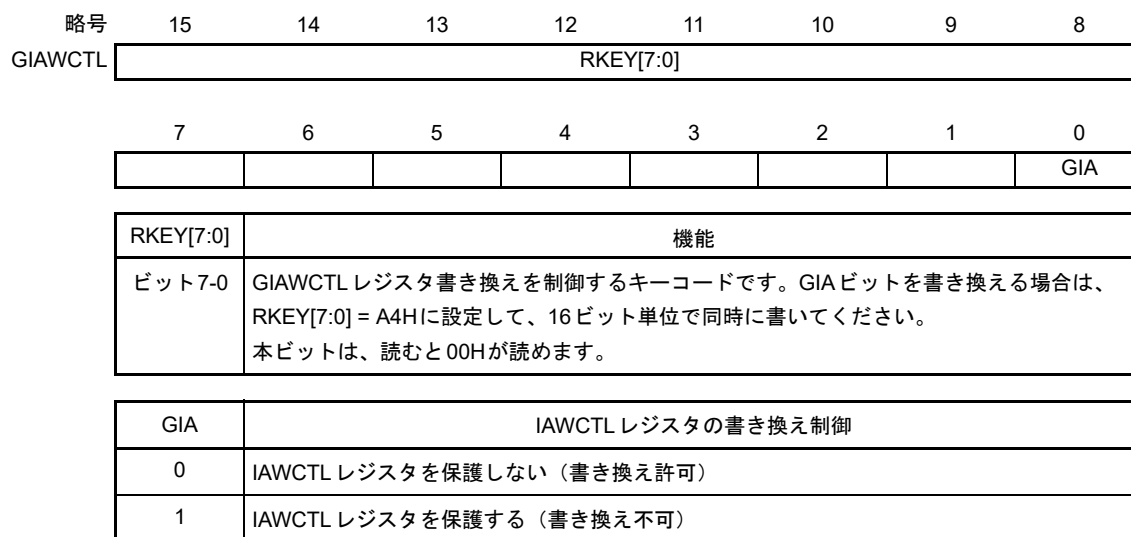 略号 15 14 13 12 11 10 9 8
GIAWCTL RKEY[7:0]
7 6 5 4 3 2 1 0
GIA
RKEY[7:0] 機能
ビット7-0 GIAWCTLレジスタ書き換えを制御するキーコードです。GIAビットを書き換える場合は、
RKEY[7:0] = A4Hに設定して、16ビット単位で同時に書いてください。
本ビットは、読むと00Hが読めます。
GIA IAWCTLレジスタの書き換え制御
0 IAWCTLレジスタを保護しない（書き換え許可）
1 IAWCTLレジスタを保護する（書き換え不可）